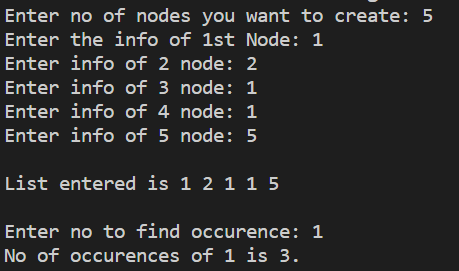 Enter no of nodes you want to create: 5
Enter the info of 1st Node: 1
Enter info of 2 node: 2
Enter info of 3 node: 1
Enter info of 4 node: 1
Enter info of 5 node: 5
List entered is 1 2 1 1 5
Enter no to find occurence: 1
No of occurences of 1 is 3.